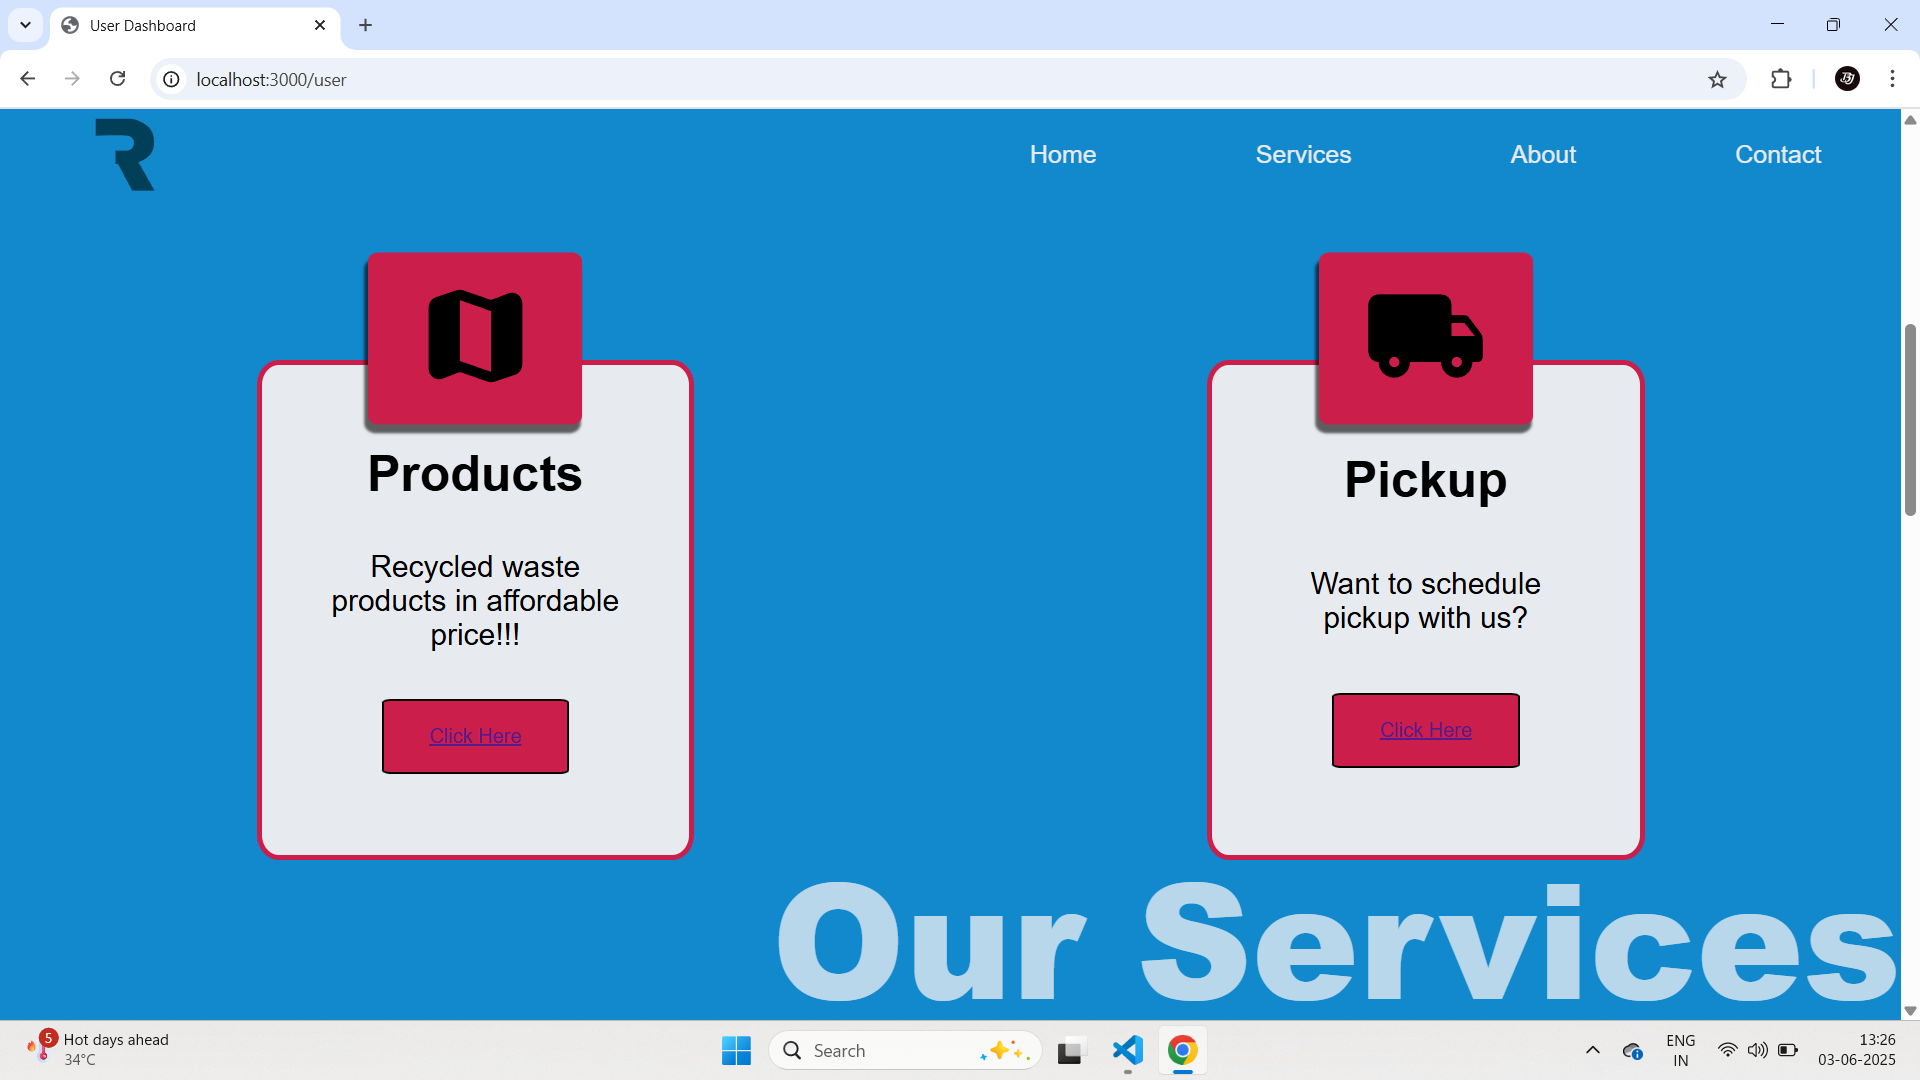 User Dashboard
localhost:3000/user
R
Home Services About Contact
Products
Recycled waste
products in affordable
price!!!
Click Here
Pickup
Want to schedule
pickup with us?
Click Here
Our Services
5
Hot days ahead
34°C
Search
ENG
IN
13:26
03-06-2025